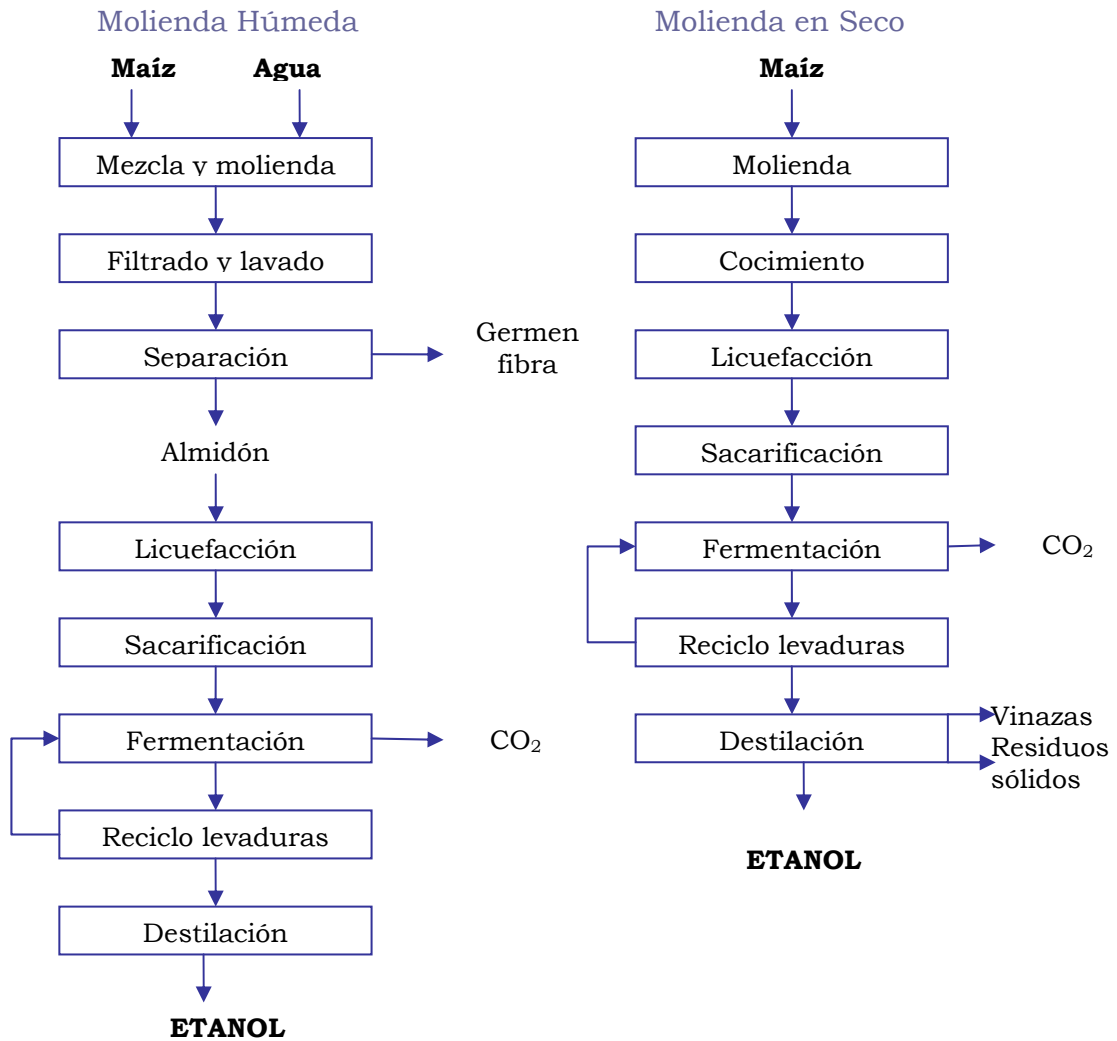 Molienda Húmeda
Maíz
Agua
Mezcla y molienda
Filtrado y lavado
Separación
Germen
fibra
Almidón
Licuefacción
Sacarificación
Fermentación
CO₂
Reciclo levaduras
Destilación
ETANOL
Molienda en Seco
Maíz
Molienda
Cocimiento
Licuefacción
Sacarificación
Fermentación
CO₂
Reciclo levaduras
Destilación
Vinazas
Residuos
sólidos
ETANOL